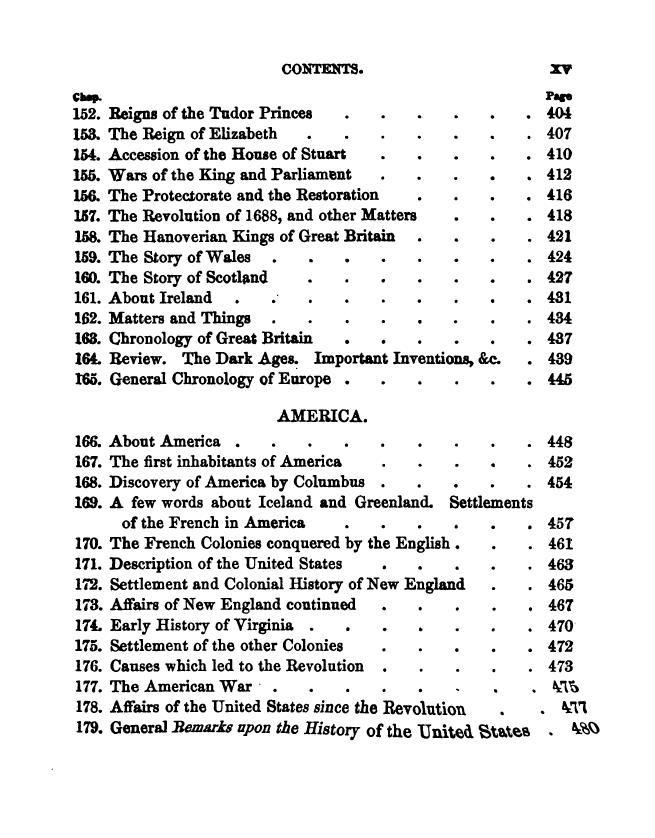 CONTENTS. XV
Chap. Page
152. Reigns of the Tudor Princes . . . . . . 404
153. The Reign of Elizabeth . . . . . . . 407
154. Accession of the House of Stuart . . . . . 410
155. Wars of the King and Parliament . . . . . 412
156. The Protectorate and the Restoration . . . . 416
157. The Revolution of 1688, and other Matters . . . 418
158. The Hanoverian Kings of Great Britain . . . . 421
159. The Story of Wales . . . . . . . . 424
160. The Story of Scotland . . . . . . . 427
161. About Ireland . . . . . . . . . 431
162. Matters and Things . . . . . . . . 434
163. Chronology of Great Britain . . . . . . 437
164. Review. The Dark Ages. Important Inventions, &c. . 439
165. General Chronology of Europe . . . . . . 445
AMERICA.
166. About America . . . . . . . . . 448
167. The first inhabitants of America . . . . . 452
168. Discovery of America by Columbus . . . . . 454
169. A few words about Iceland and Greenland. Settlements
of the French in America . . . . . . 457
170. The French Colonies conquered by the English . . . 461
171. Description of the United States . . . . . 463
172. Settlement and Colonial History of New England . . 465
173. Affairs of New England continued . . . . . 467
174. Early History of Virginia . . . . . . . 470
175. Settlement of the other Colonies . . . . . 472
176. Causes which led to the Revolution . . . . . 473
177. The American War . . . . . . . . 475
178. Affairs of the United States since the Revolution . . 477
179. General Remarks upon the History of the United States . 480